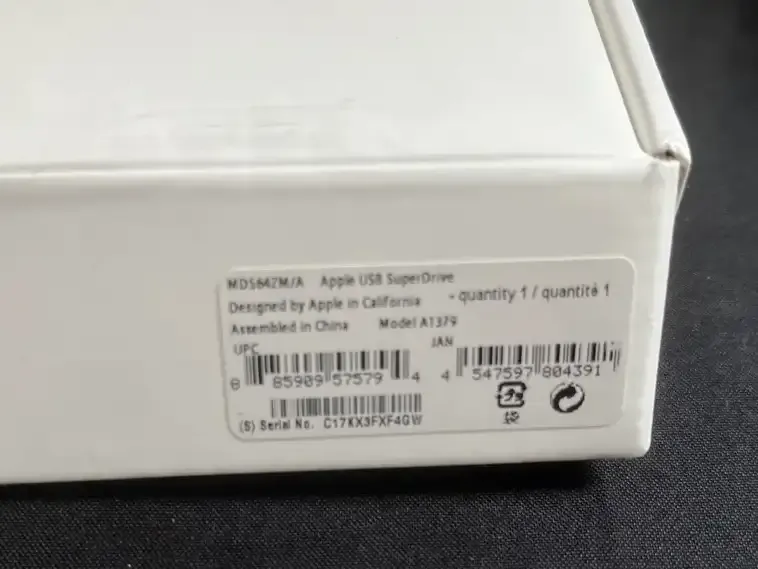 MD564ZM/A Apple USB SuperDrive
Designed by Apple in California - quantity 1 / quantité 1
Assembled in China Model A1379
UPC JAN
8 85909 57579 4 4 547597 804391
(S) Serial No. C17KX3FXF4GW